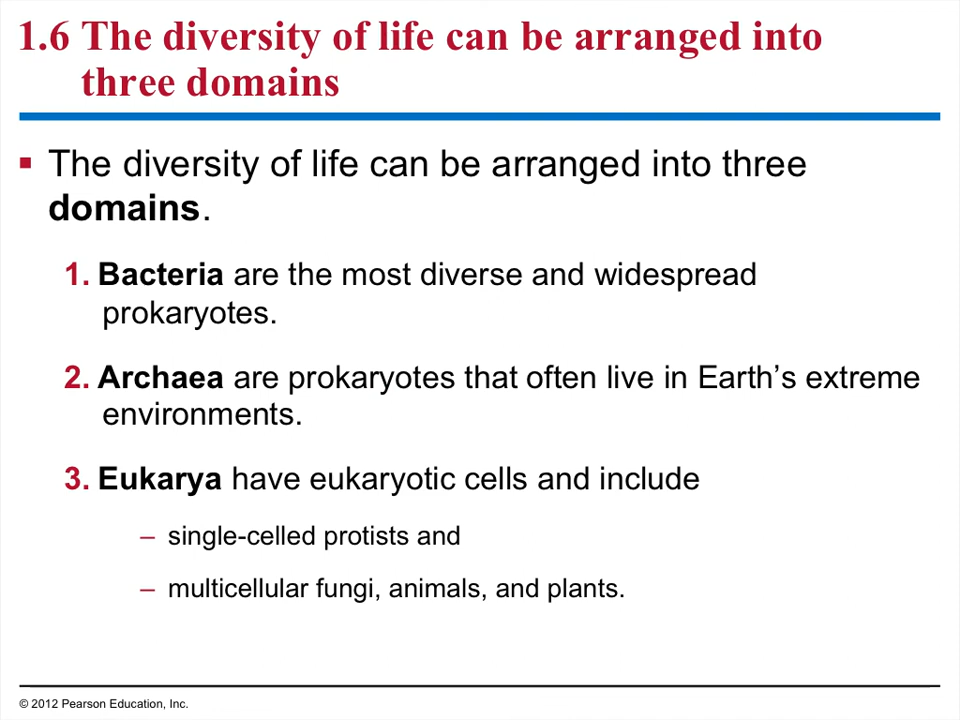 1.6 The diversity of life can be arranged into
three domains
▪ The diversity of life can be arranged into three
domains.
1. Bacteria are the most diverse and widespread
prokaryotes.
2. Archaea are prokaryotes that often live in Earth’s extreme
environments.
3. Eukarya have eukaryotic cells and include
– single-celled protists and
– multicellular fungi, animals, and plants.
© 2012 Pearson Education, Inc.